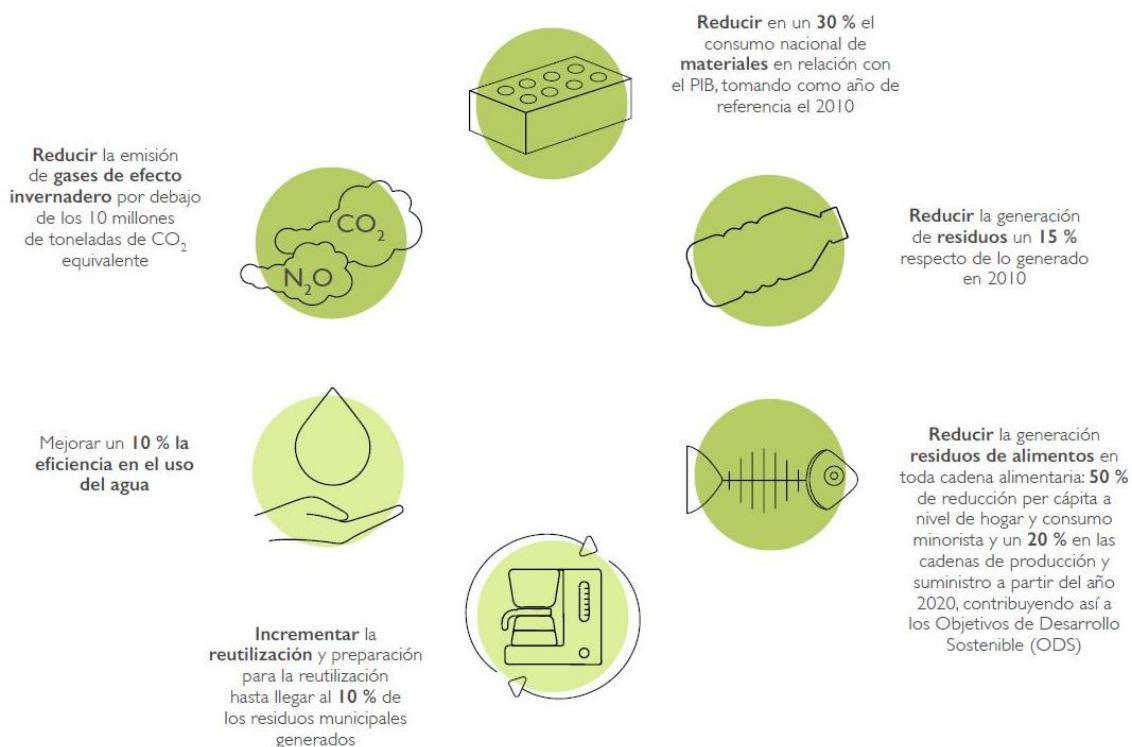 Reducir en un 30 % el
consumo nacional de
materiales en relación con
el PIB, tomando como año de
referencia el 2010
Reducir la emisión
de gases de efecto
invernadero por debajo
de los 10 millones
de toneladas de CO₂
equivalente
CO₂
N₂O
Reducir la generación
de residuos un 15 %
respecto de lo generado
en 2010
Mejorar un 10 % la
eficiencia en el uso
del agua
Reducir la generación
residuos de alimentos en
toda cadena alimentaria: 50 %
de reducción per cápita a
nivel de hogar y consumo
minorista y un 20 % en las
cadenas de producción y
suministro a partir del año
2020, contribuyendo así a
los Objetivos de Desarrollo
Sostenible (ODS)
Incrementar la
reutilización y preparación
para la reutilización
hasta llegar al 10 % de
los residuos municipales
generados